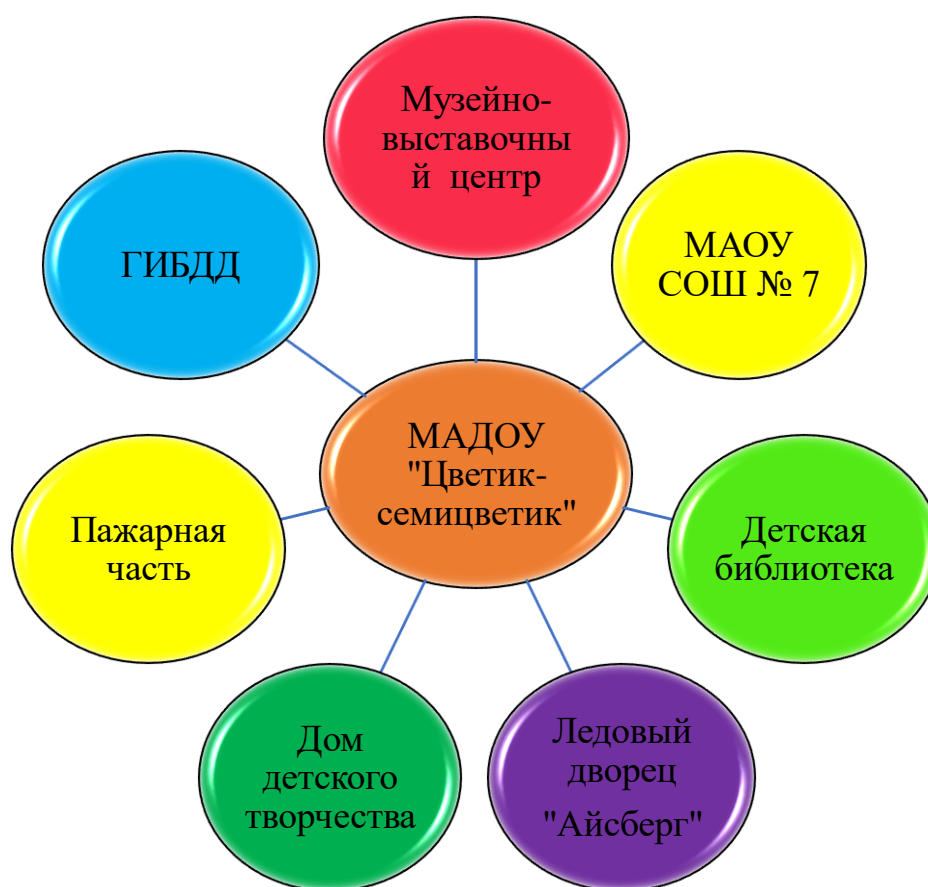 Музейно-
выставочны
й центр
ГИБДД
МАОУ
СОШ № 7
МАДОУ
"Цветик-
семицветик"
Пажарная
часть
Детская
библиотека
Дом
детского
творчества
Ледовый
дворец
"Айсберг"